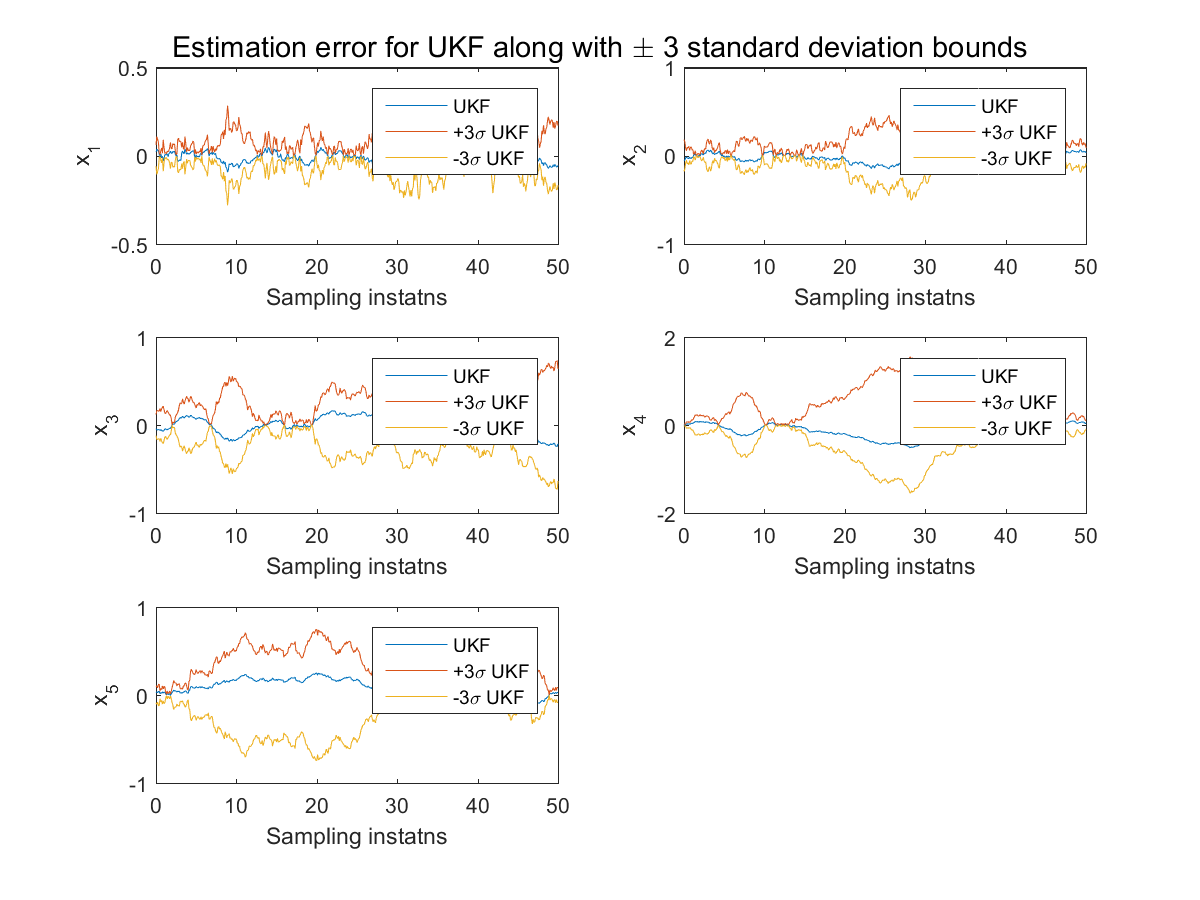 Estimation error for UKF along with ± 3 standard deviation bounds
0.5
0
-0.5
x1
UKF
+3σ UKF
-3σ UKF
0 10 20 30 40 50
Sampling instatns
1
0
-1
x2
UKF
+3σ UKF
-3σ UKF
0 10 20 30 40 50
Sampling instatns
1
0
-1
x3
UKF
+3σ UKF
-3σ UKF
0 10 20 30 40 50
Sampling instatns
2
0
-2
x4
UKF
+3σ UKF
-3σ UKF
0 10 20 30 40 50
Sampling instatns
1
0
-1
x5
UKF
+3σ UKF
-3σ UKF
0 10 20 30 40 50
Sampling instatns